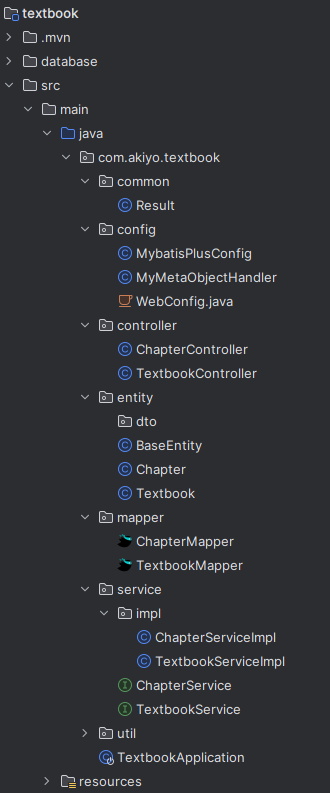 textbook
.mvn
database
src
main
java
com.akiyo.textbook
common
Result
config
MybatisPlusConfig
MyMetaObjectHandler
WebConfig.java
controller
ChapterController
TextbookController
entity
dto
BaseEntity
Chapter
Textbook
mapper
ChapterMapper
TextbookMapper
service
impl
ChapterServiceImpl
TextbookServiceImpl
ChapterService
TextbookService
util
TextbookApplication
resources